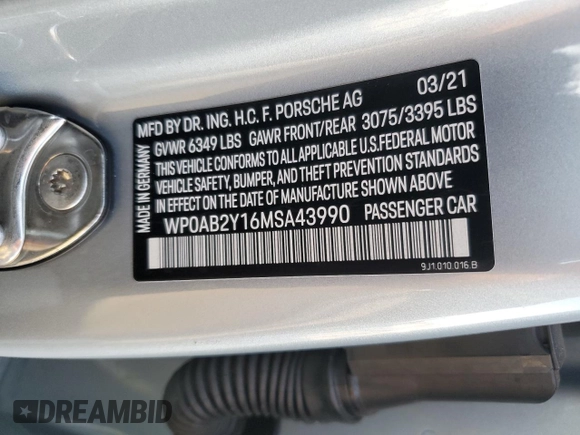 MFD BY DR. ING. H.C. F. PORSCHE AG 03/21
GVWR 6349 LBS GAWR FRONT/REAR 3075/3395 LBS
THIS VEHICLE CONFORMS TO ALL APPLICABLE U.S.FEDERAL MOTOR
VEHICLE SAFETY, BUMPER, AND THEFT PREVENTION STANDARDS
IN EFFECT ON THE DATE OF MANUFACTURE SHOWN ABOVE
WP0AB2Y16MSA43990 PASSENGER CAR
MADE IN GERMANY
9J1.010.016.B
DREAMBID